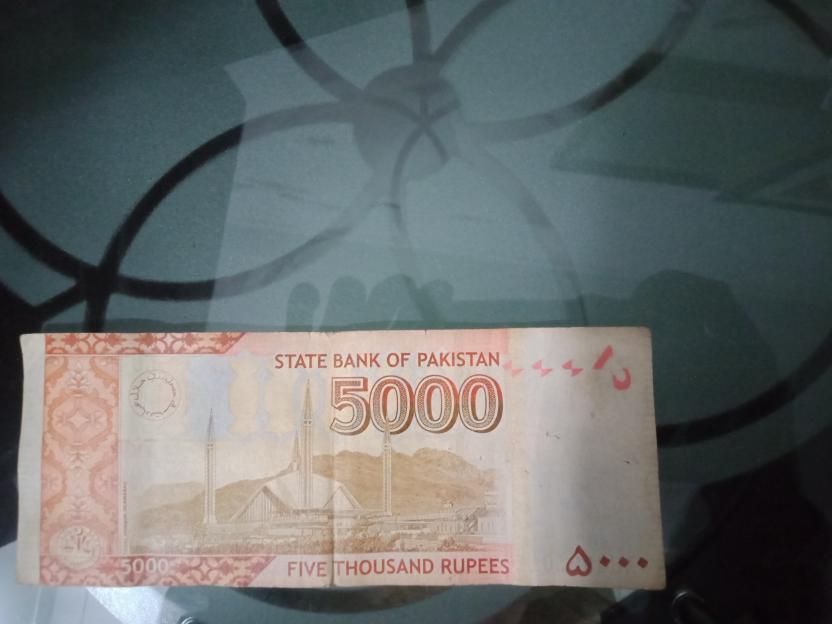 STATE BANK OF PAKISTAN
5000
5000
FIVE THOUSAND RUPEES
۵۰۰۰